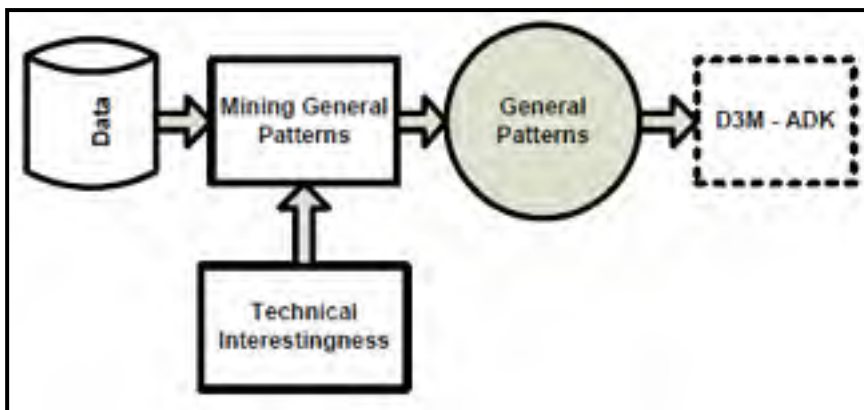 Data
Mining General
Patterns
General
Patterns
D3M - ADK
Technical
Interestingness